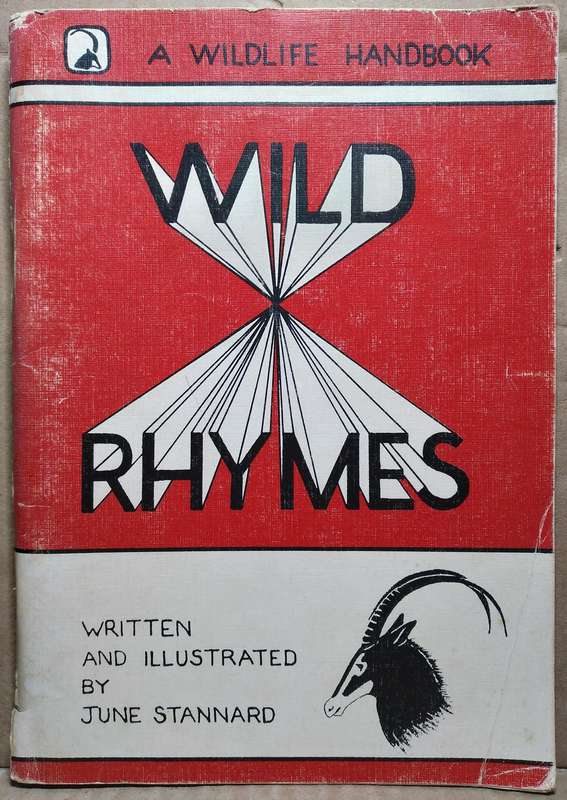 A WILDLIFE HANDBOOK
WILD
RHYMES
WRITTEN
AND ILLUSTRATED
BY
JUNE STANNARD